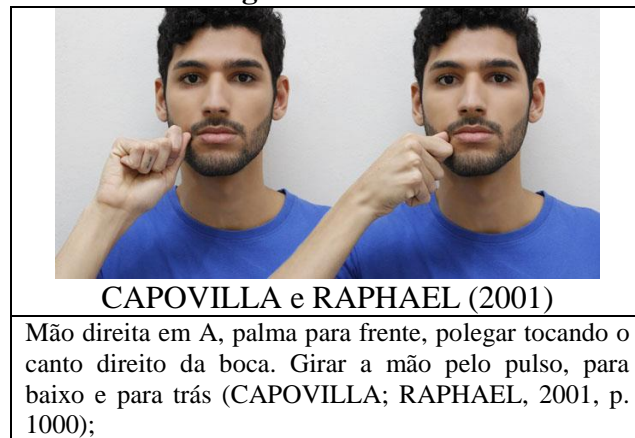 CAPOVILLA e RAPHAEL (2001)
Mão direita em A, palma para frente, polegar tocando o
canto direito da boca. Girar a mão pelo pulso, para
baixo e para trás (CAPOVILLA; RAPHAEL, 2001, p.
1000);